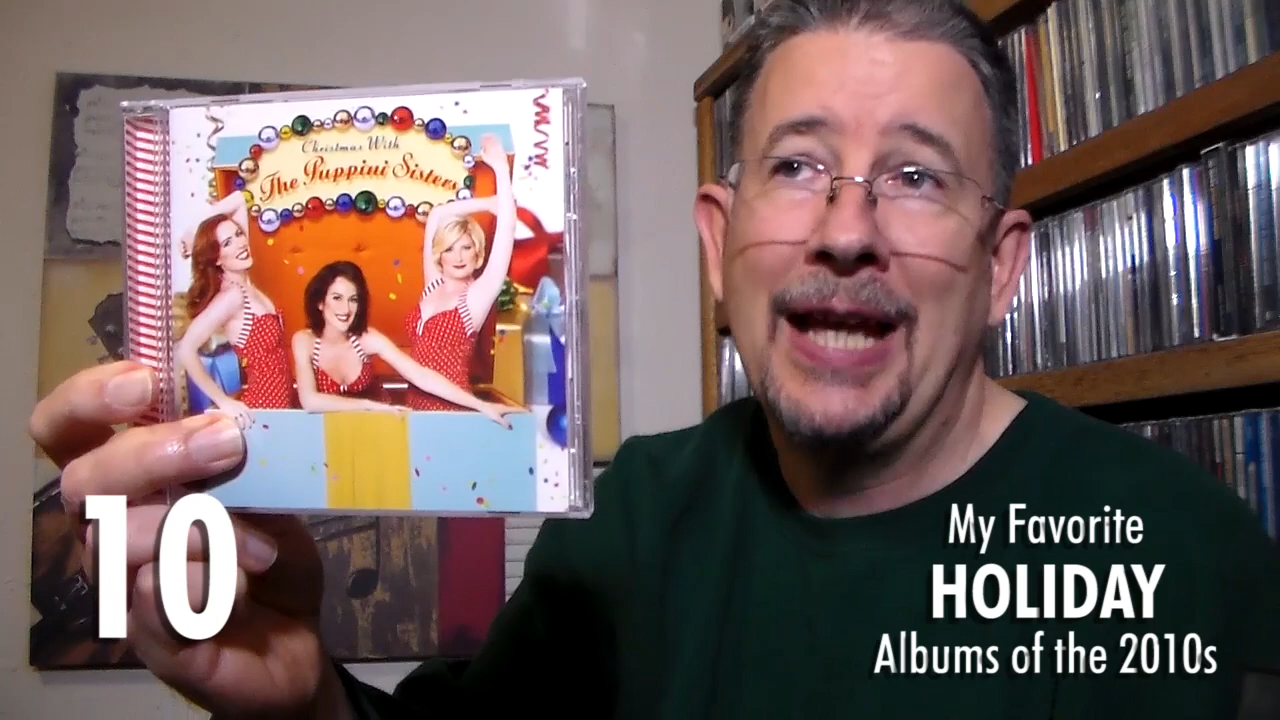 Christmas With
The Puppini Sisters
10
My Favorite
HOLIDAY
Albums of the 2010s